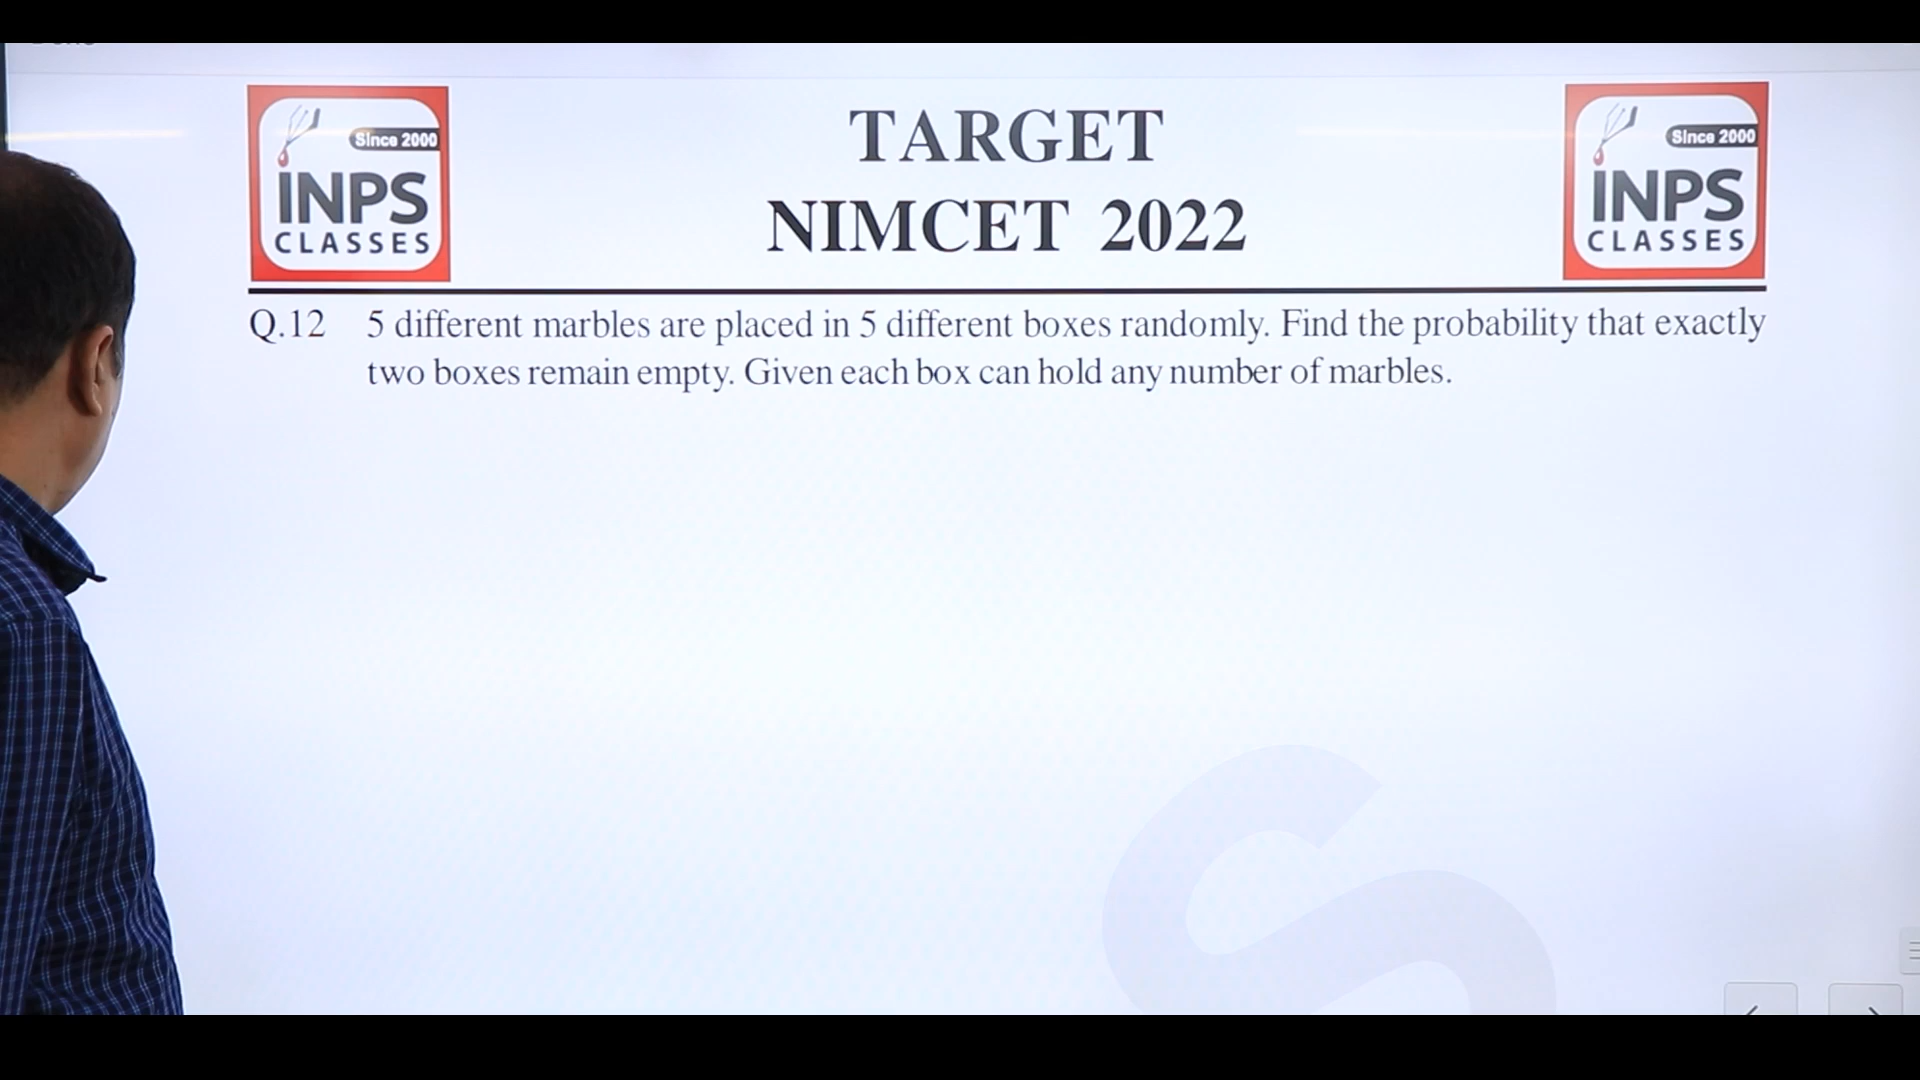 Since 2000
INPS
CLASSES
TARGET
NIMCET 2022
Since 2000
INPS
CLASSES
Q.12 5 different marbles are placed in 5 different boxes randomly. Find the probability that exactly
two boxes remain empty. Given each box can hold any number of marbles.
S